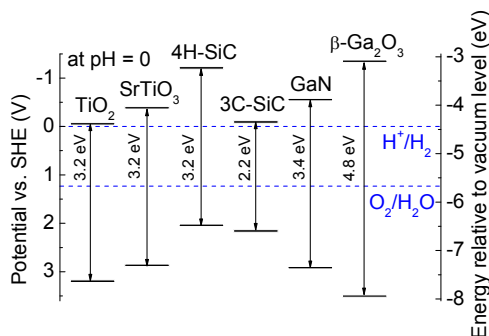 at pH = 0
4H-SiC
β-Ga₂O₃
SrTiO₃
GaN
TiO₂
3C-SiC
-1
0
1
2
3
Potential vs. SHE (V)
3.2 eV
3.2 eV
3.2 eV
2.2 eV
3.4 eV
4.8 eV
H⁺/H₂
O₂/H₂O
-3
-4
-5
-6
-7
-8
Energy relative to vacuum level (eV)